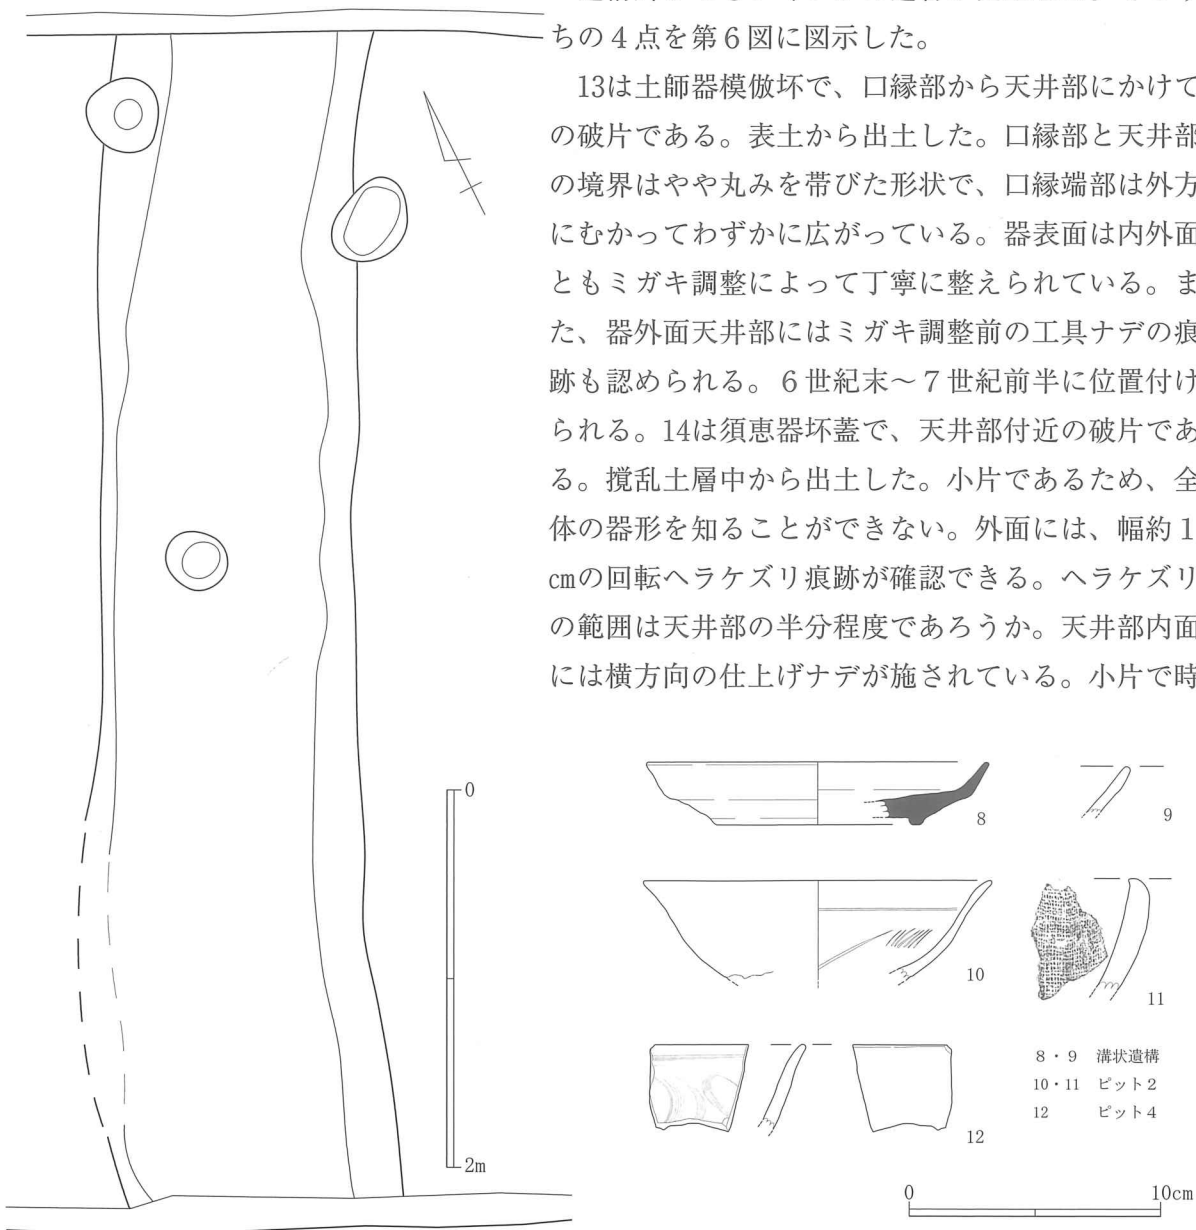 ちの４点を第６図に図示した。
　13は土師器模倣坏で、口縁部から天井部にかけて
の破片である。表土から出土した。口縁部と天井部
の境界はやや丸みを帯びた形状で、口縁端部は外方
にむかってわずかに広がっている。器表面は内外面
ともミガキ調整によって丁寧に整えられている。ま
た、器外面天井部にはミガキ調整前の工具ナデの痕
跡も認められる。６世紀末～７世紀前半に位置付け
られる。14は須恵器坏蓋で、天井部付近の破片であ
る。撹乱土層中から出土した。小片であるため、全
体の器形を知ることができない。外面には、幅約１
㎝の回転ヘラケズリ痕跡が確認できる。ヘラケズリ
の範囲は天井部の半分程度であろうか。天井部内面
には横方向の仕上げナデが施されている。小片で時
0
2m
8
9
10
11
12
8・9　溝状遺構
10・11　ピット2
12　ピット4
0　10cm